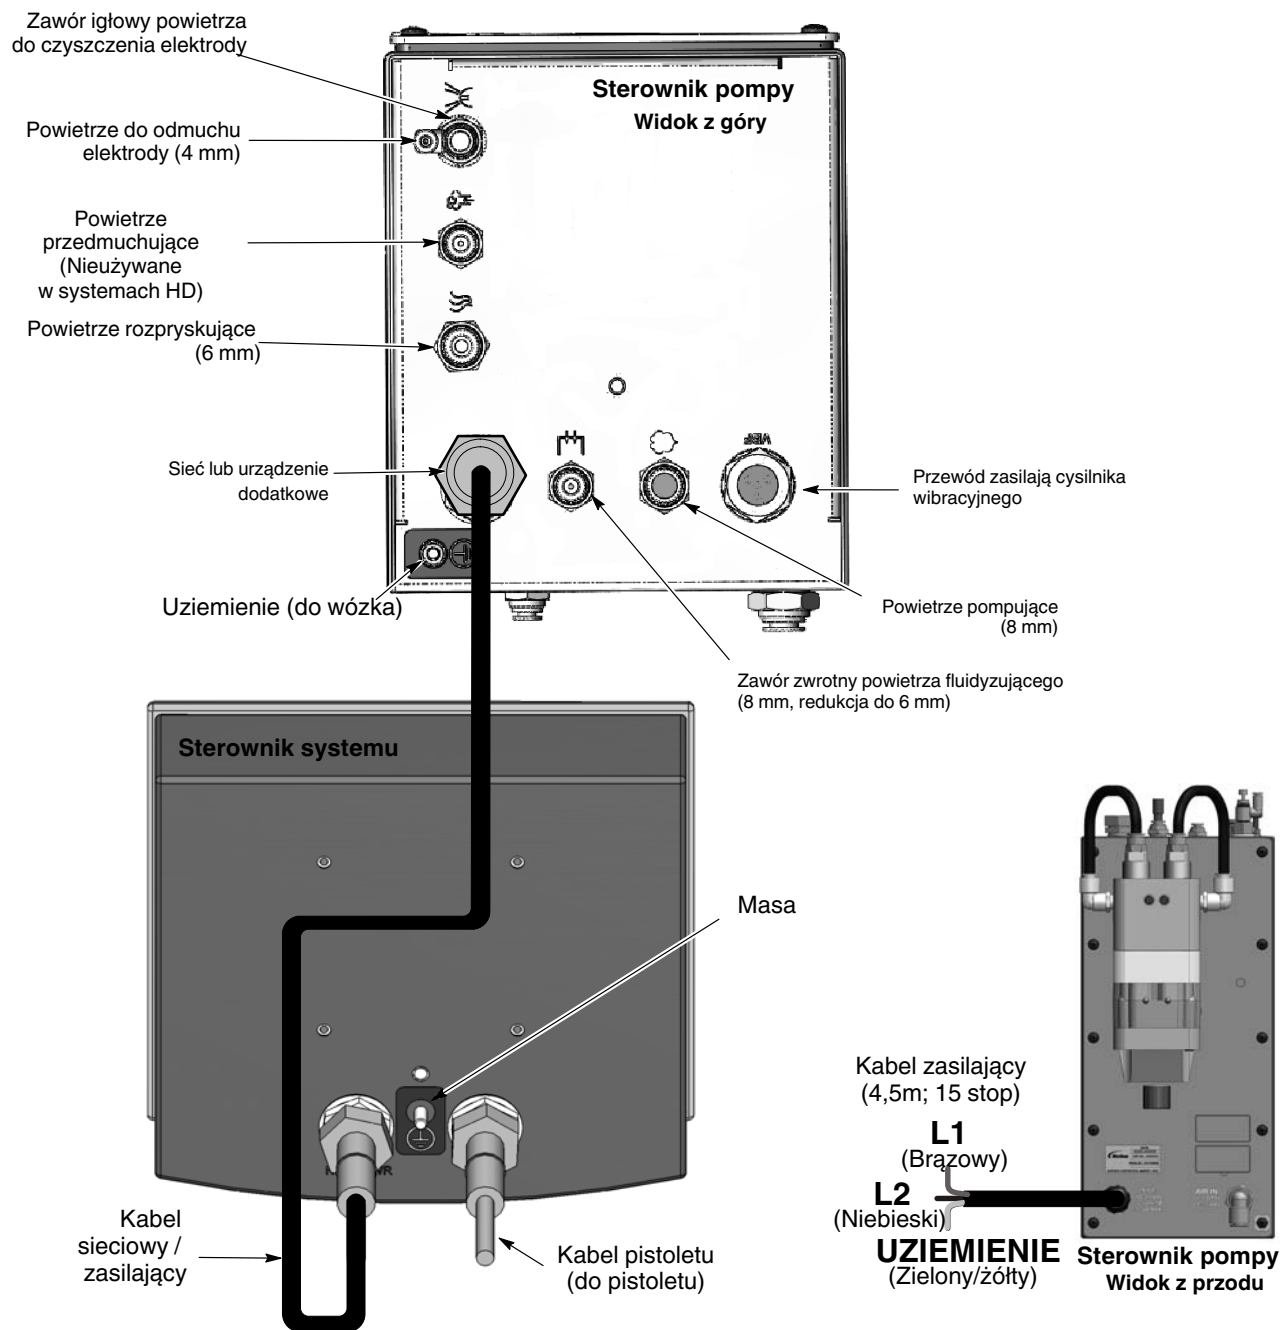 Zawór igłowy powietrza
do czyszczenia elektrody
Sterownik pompy
Widok z góry
Powietrze do odmuchu
elektrody (4 mm)
Powietrze
przedmuchujące
(Nieużywane
w systemach HD)
Powietrze rozpryskujące
(6 mm)
Sieć lub urządzenie
dodatkowe
VIBR
Przewód zasilają cysilnika
wibracyjnego
Uziemienie (do wózka)
Powietrze pompujące
(8 mm)
Zawór zwrotny powietrza fluidyzującego
(8 mm, redukcja do 6 mm)
Sterownik systemu
Masa
Kabel zasilający
(4,5m; 15 stop)
L1
(Brązowy)
L2
(Niebieski)
UZIEMIENIE
(Zielony/żółty)
AIR IN
Sterownik pompy
Widok z przodu
Kabel
sieciowy /
zasilający
Kabel pistoletu
(do pistoletu)